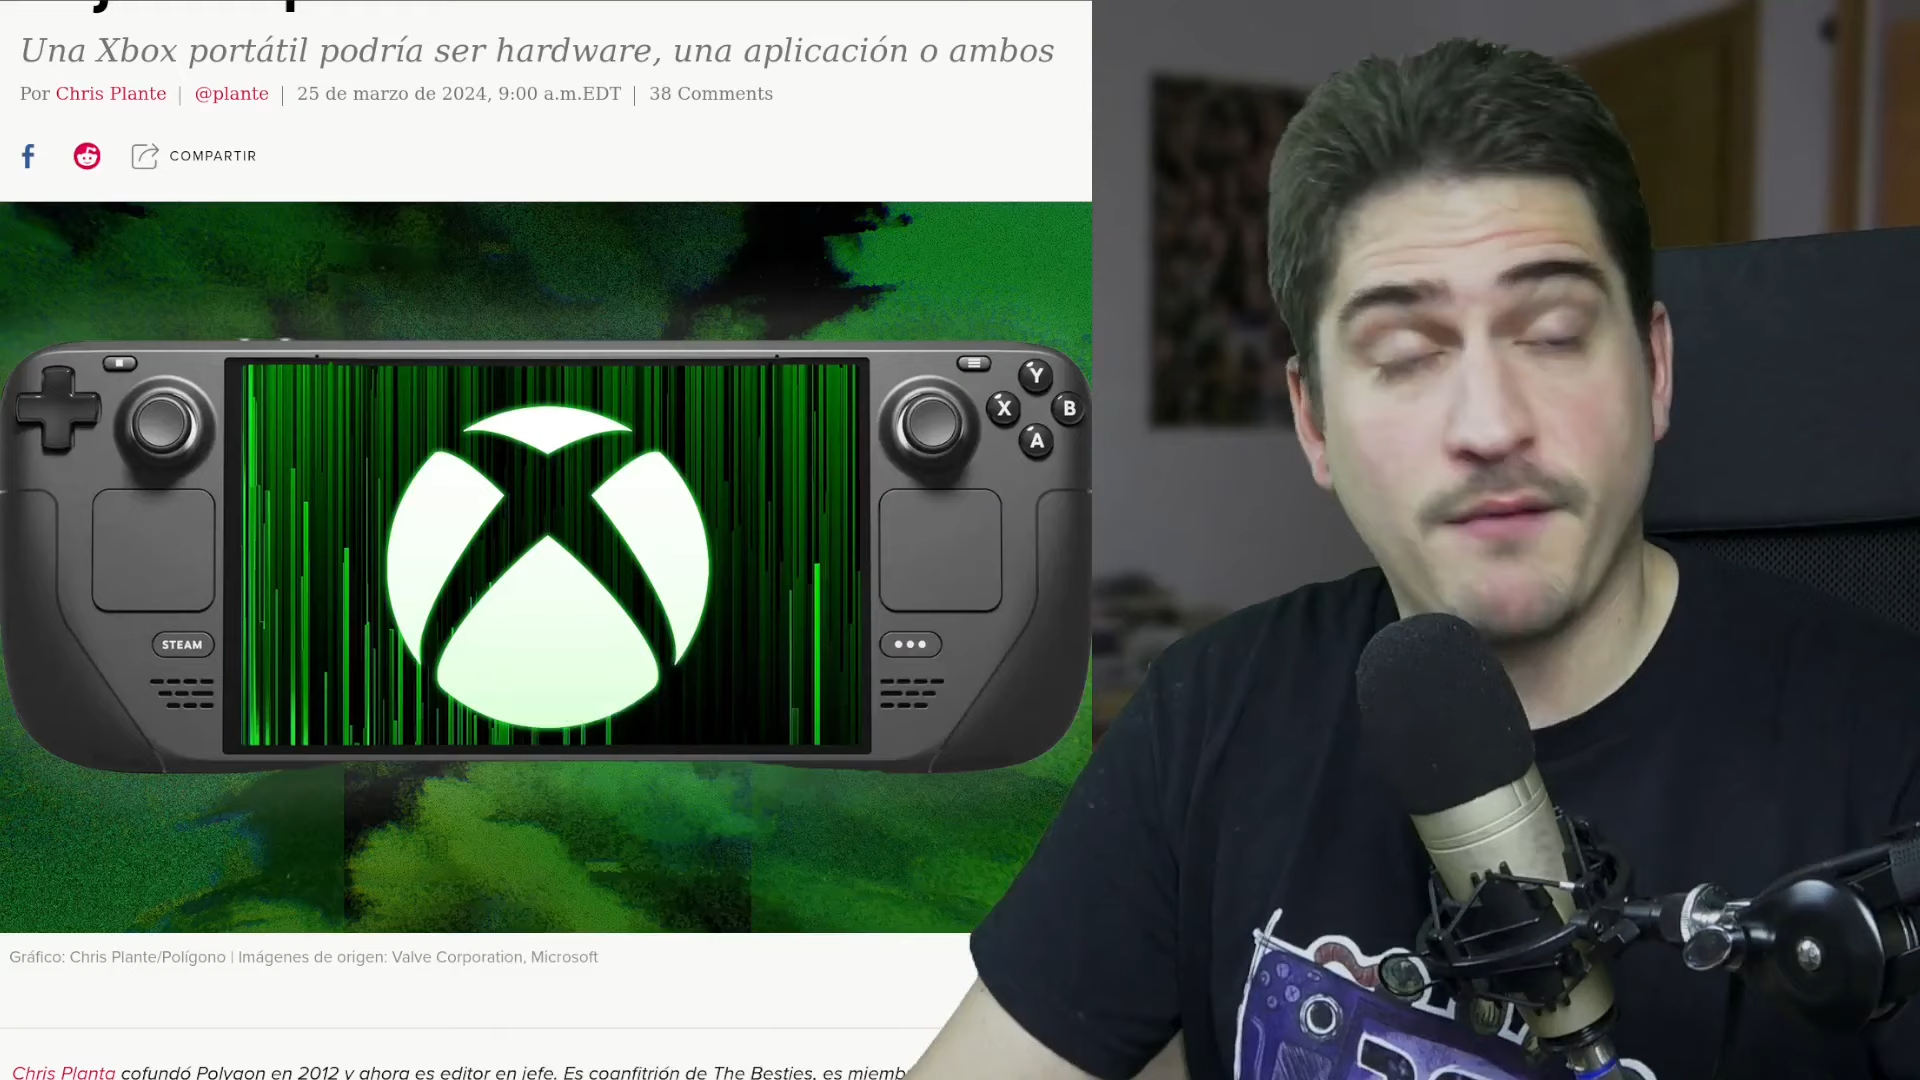 Una Xbox portátil podría ser hardware, una aplicación o ambos
Por Chris Plante | @plante | 25 de marzo de 2024, 9:00 a.m.EDT | 38 Comments
COMPARTIR
Y
X B
A
STEAM
Gráfico: Chris Plante/Polígono | Imágenes de origen: Valve Corporation, Microsoft
Chris Planta cofundó Polygon en 2012 y ahora es editor en jefe. Es coanfitrión de The Besties, es miemb